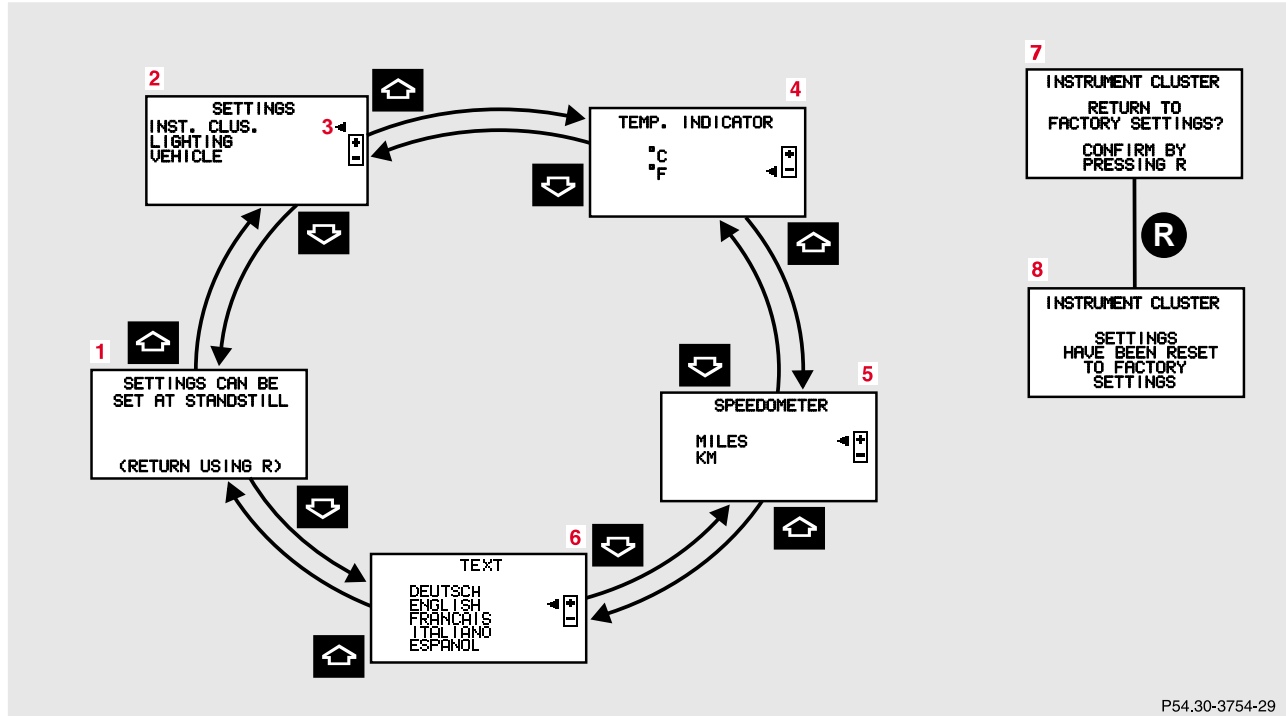 2
SETTINGS
INST. CLUS.
LIGHTING
VEHICLE
3
+
-
4
TEMP. INDICATOR
°C
°F
+
-
1
SETTINGS CAN BE
SET AT STANDSTILL
(RETURN USING R)
5
SPEEDOMETER
MILES
KM
+
-
6
TEXT
DEUTSCH
ENGLISH
FRANCAIS
ITALIANO
ESPANOL
+
-
7
INSTRUMENT CLUSTER
RETURN TO
FACTORY SETTINGS?
CONFIRM BY
PRESSING R
R
8
INSTRUMENT CLUSTER
SETTINGS
HAVE BEEN RESET
TO FACTORY
SETTINGS
P54.30-3754-29